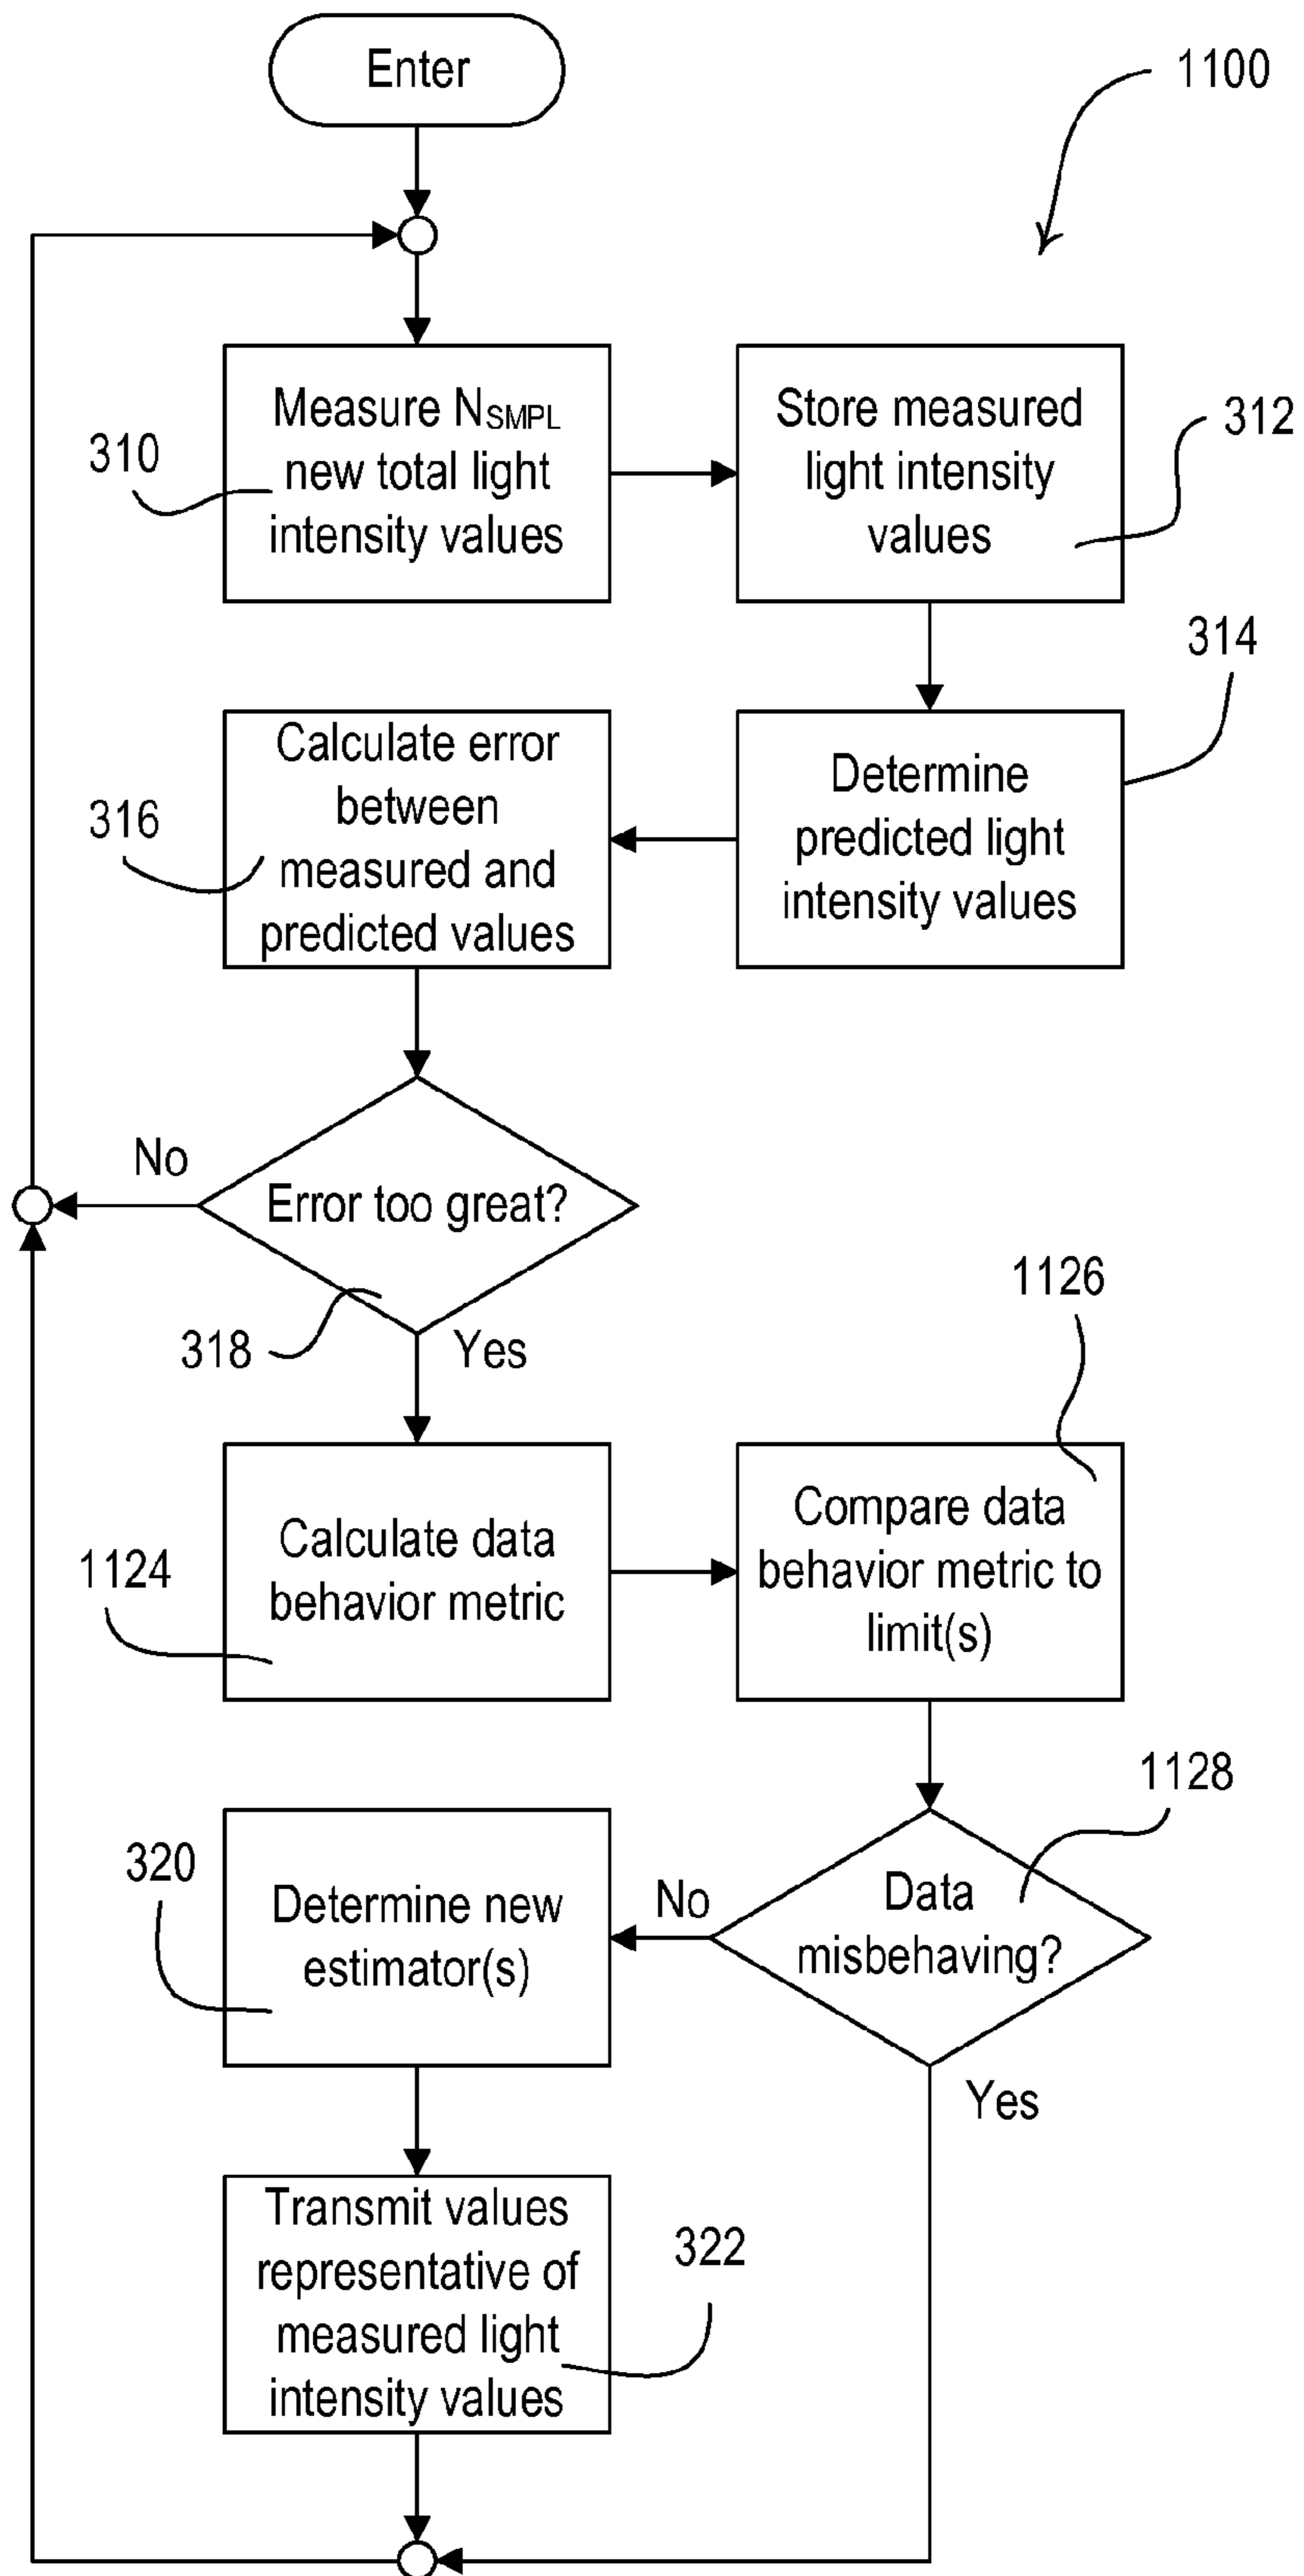 Enter
1100
Measure NSMPL
new total light
intensity values
310
Store measured
light intensity
values
312
314
Calculate error
between
measured and
predicted values
316
Determine
predicted light
intensity values
No
Error too great?
318
Yes
1126
Calculate data
behavior metric
1124
Compare data
behavior metric to
limit(s)
1128
320
Determine new
estimator(s)
No
Data
misbehaving?
Yes
Transmit values
representative of
measured light
intensity values
322